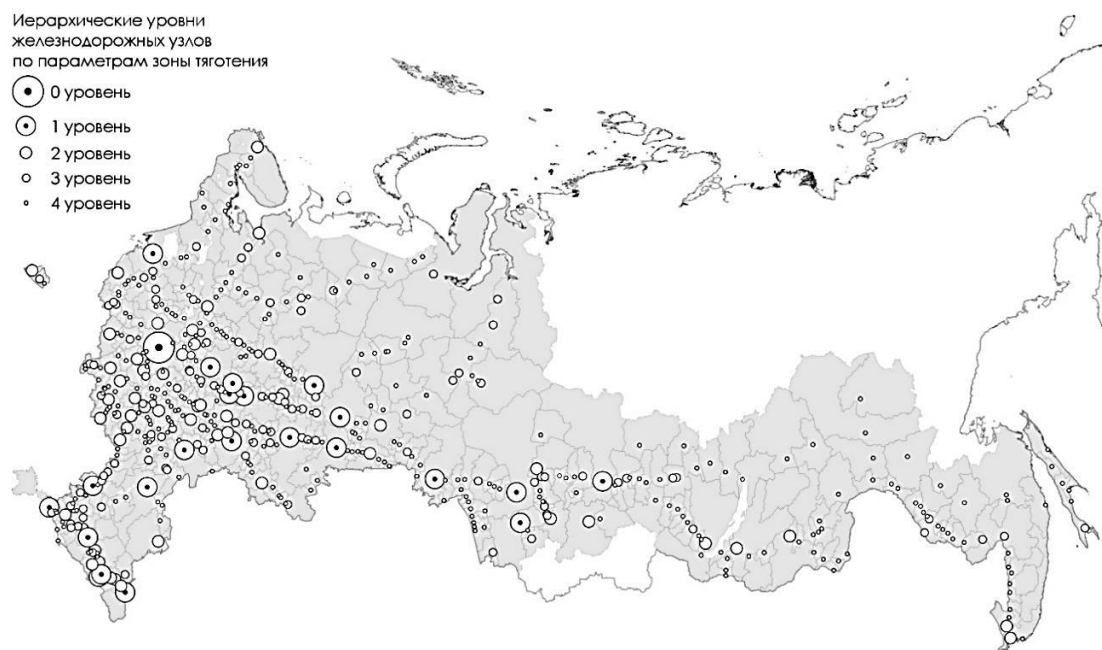 Иерархические уровни
железнодорожных узлов
по параметрам зоны тяготения
0 уровень
1 уровень
2 уровень
3 уровень
4 уровень